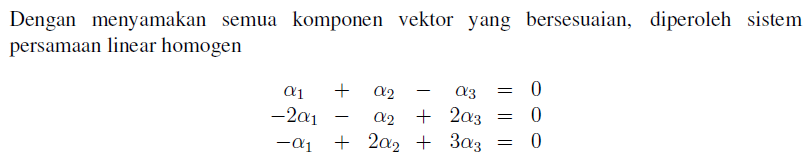 Dengan menyamakan semua komponen vektor yang bersesuaian, diperoleh sistem
persamaan linear homogen
α₁ + α₂ − α₃ = 0
−2α₁ − α₂ + 2α₃ = 0
−α₁ + 2α₂ + 3α₃ = 0